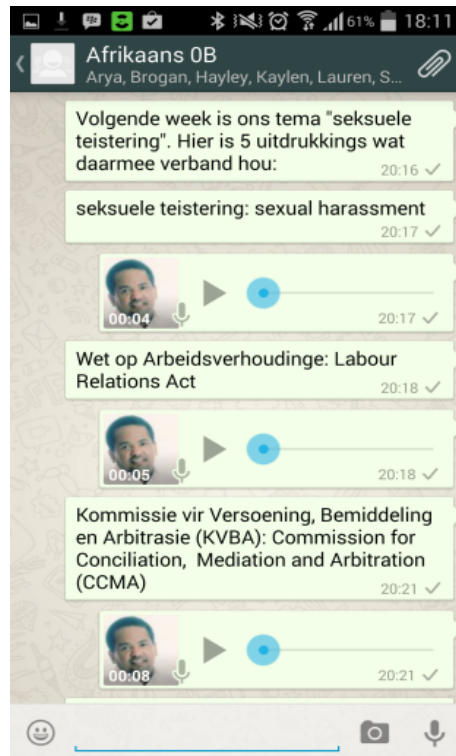 61% 18:11
Afrikaans 0B
Arya, Brogan, Hayley, Kaylen, Lauren, S...
Volgende week is ons tema "seksuele
teistering". Hier is 5 uitdrukkings wat
daarmee verband hou:
20:16
seksuele teistering: sexual harassment
20:17
00:04
20:17
Wet op Arbeidsverhoudinge: Labour
Relations Act
20:18
00:05
20:18
Kommissie vir Versoening, Bemiddeling
en Arbitrasie (KVBA): Commission for
Conciliation, Mediation and Arbitration
(CCMA)
20:21
00:08
20:21